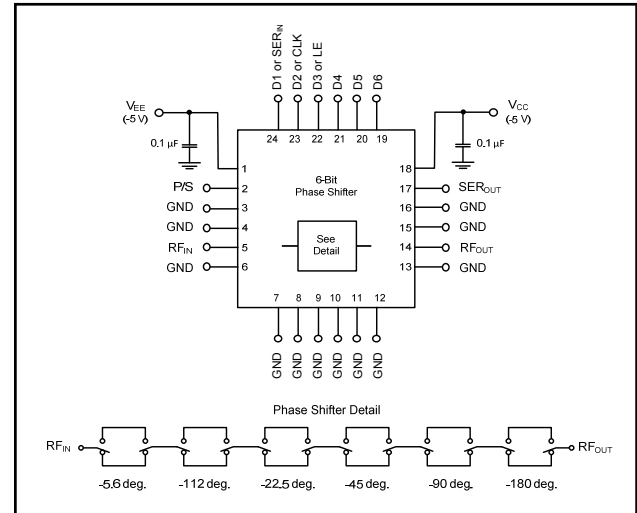 D1 or SERIN
D2 or CLK
D3 or LE
D4
D5
D6
VEE
(-5 V)
VCC
(-5 V)
0.1 µF
0.1 µF
24 23 22 21 20 19
1
2
3
4
5
6
18
17
16
15
14
13
6-Bit
Phase Shifter
See
Detail
P/S
GND
GND
RFIN
GND
SEROUT
GND
GND
RFOUT
GND
7 8 9 10 11 12
GND GND GND GND GND GND
Phase Shifter Detail
RFIN
RFOUT
-5.6 deg. -112 deg. -22.5 deg. -45 deg. -90 deg. -180 deg.